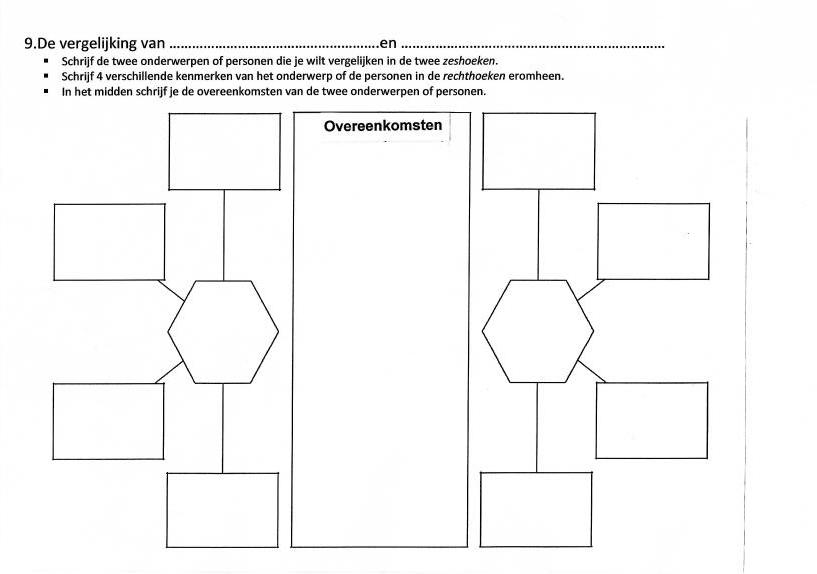 9.De vergelijking van ........................................................en ......................................................................
▪ Schrijf de twee onderwerpen of personen die je wilt vergelijken in de twee zeshoeken.
▪ Schrijf 4 verschillende kenmerken van het onderwerp of de personen in de rechthoeken eromheen.
▪ In het midden schrijf je de overeenkomsten van de twee onderwerpen of personen.
Overeenkomsten